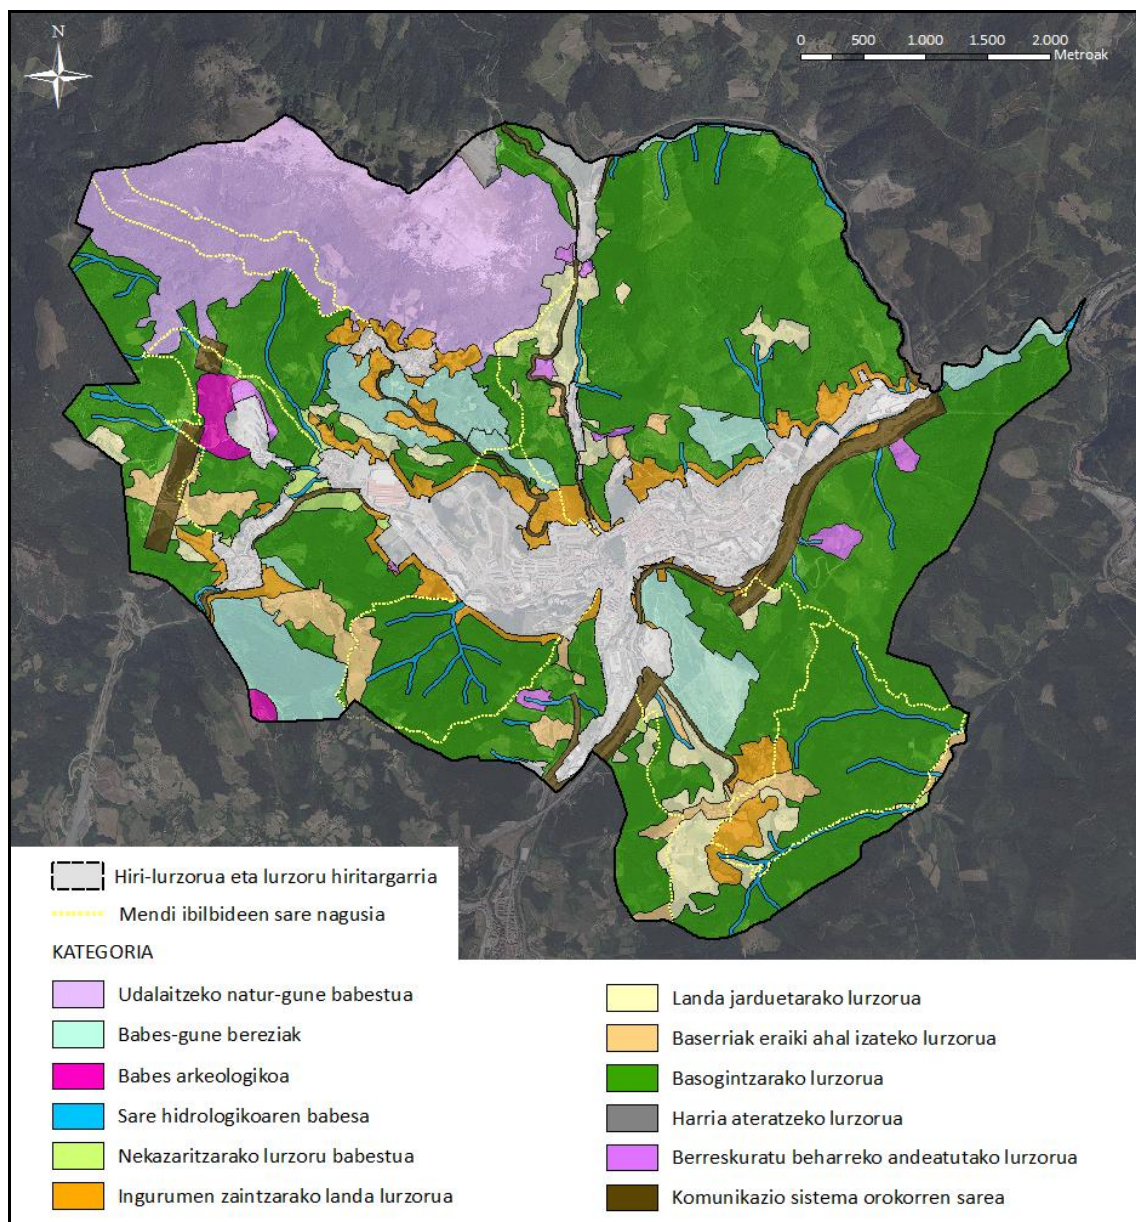 N
0 500 1.000 1.500 2.000
Metroak
Hiri-lurzorua eta lurzoru hiritargarria
Mendi ibilbideen sare nagusia
KATEGORIA
Udalaitzeko natur-gune babestua
Babes-gune bereziak
Babes arkeologikoa
Sare hidrologikoaren babesa
Nekazaritzarako lurzoru babestua
Ingurumen zaintzarako landa lurzorua
Landa jarduetarako lurzorua
Baserriak eraiki ahal izateko lurzorua
Basogintzarako lurzorua
Harria ateratzeko lurzorua
Berreskuratu beharreko andeatutako lurzorua
Komunikazio sistema orokorren sarea